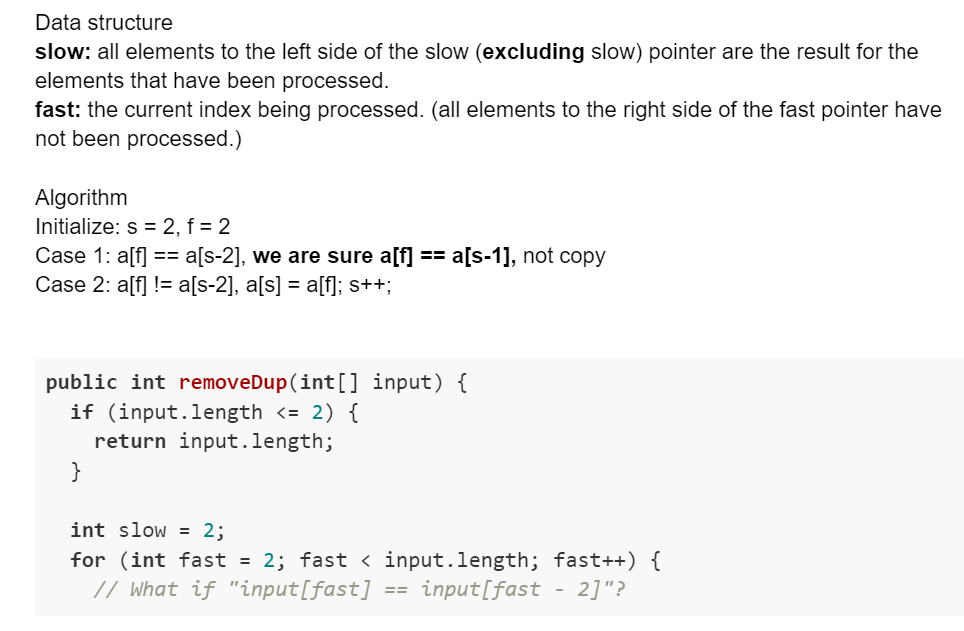 Data structure
slow: all elements to the left side of the slow (excluding slow) pointer are the result for the
elements that have been processed.
fast: the current index being processed. (all elements to the right side of the fast pointer have
not been processed.)
Algorithm
Initialize: s = 2, f = 2
Case 1: a[f] == a[s-2], we are sure a[f] == a[s-1], not copy
Case 2: a[f] != a[s-2], a[s] = a[f]; s++;
public int removeDup(int[] input) {
  if (input.length <= 2) {
    return input.length;
  }
  int slow = 2;
  for (int fast = 2; fast < input.length; fast++) {
    // What if "input[fast] == input[fast - 2]"?